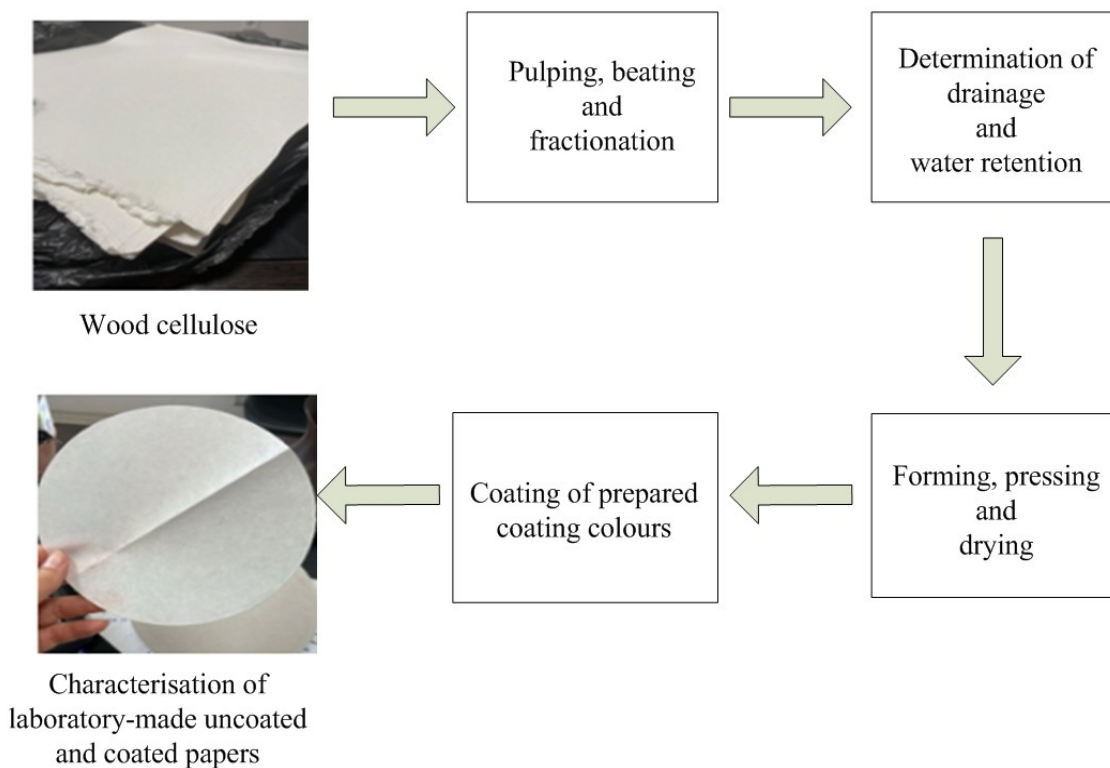 Wood cellulose
Pulping, beating
and
fractionation
Determination of
drainage
and
water retention
Forming, pressing
and
drying
Coating of prepared
coating colours
Characterisation of
laboratory-made uncoated
and coated papers